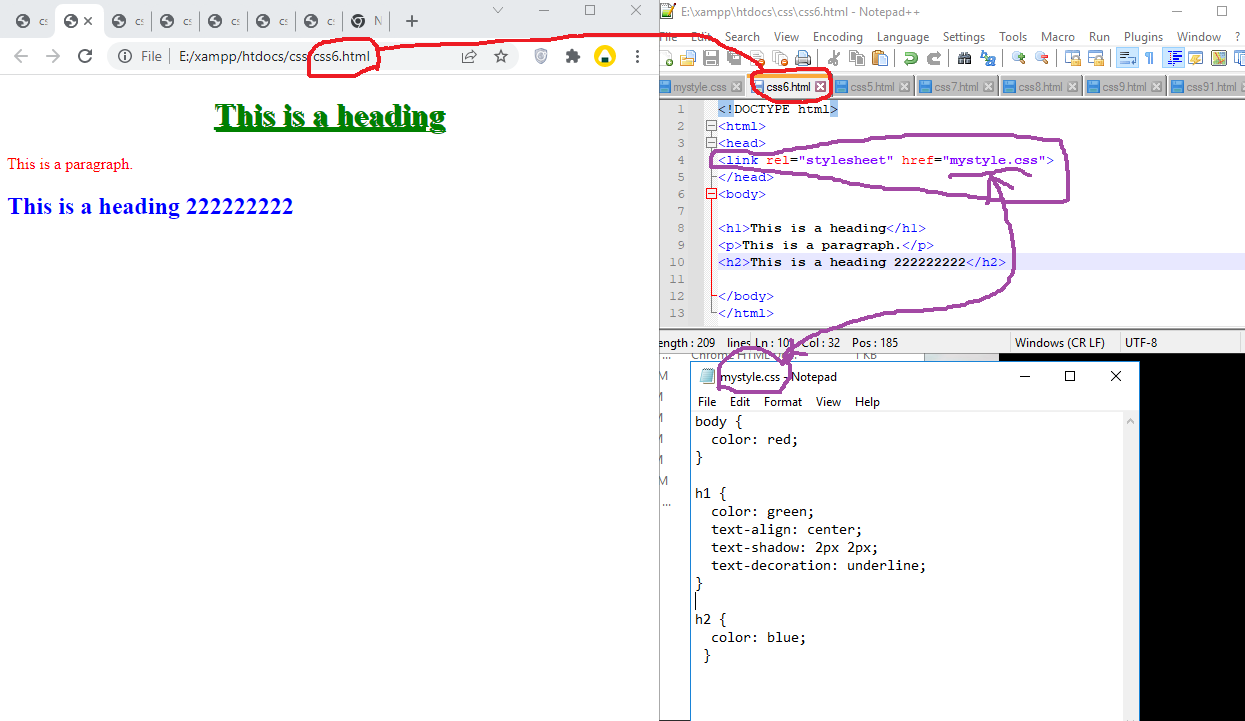 cs
cs
cs
cs
cs
cs
N
File
E:/xampp/htdocs/css/css6.html
This is a heading
This is a paragraph.
This is a heading 222222222
E:\xampp\htdocs\css\css6.html - Notepad++
File Edit Search View Encoding Language Settings Tools Macro Run Plugins Window ?
mystyle.css css6.html css5.html css7.html css8.html css9.html css91.html
1 <!DOCTYPE html>
2 <html>
3 <head>
4 <link rel="stylesheet" href="mystyle.css">
5 </head>
6 <body>
7
8 <h1>This is a heading</h1>
9 <p>This is a paragraph.</p>
10 <h2>This is a heading 222222222</h2>
11
12 </body>
13 </html>
ength : 209 lines Ln : 10 Col : 32 Pos : 185 Windows (CR LF) UTF-8
Chrome HTML 1 KB
mystyle.css - Notepad
File Edit Format View Help
body {
color: red;
}
h1 {
color: green;
text-align: center;
text-shadow: 2px 2px;
text-decoration: underline;
}
h2 {
color: blue;
}